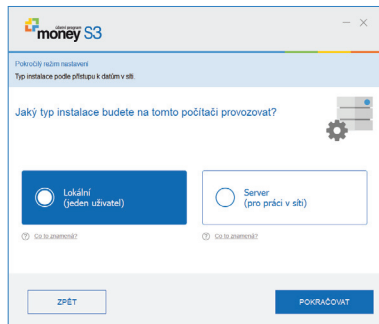 účetní program
money S3
Pokročilý režim nastavení
Typ instalace podle přístupu k datům v síti.
Jaký typ instalace budete na tomto počítači provozovat?
Lokální
(jeden uživatel)
Server
(pro práci v síti)
? Co to znamená?
? Co to znamená?
ZPĚT
POKRAČOVAT